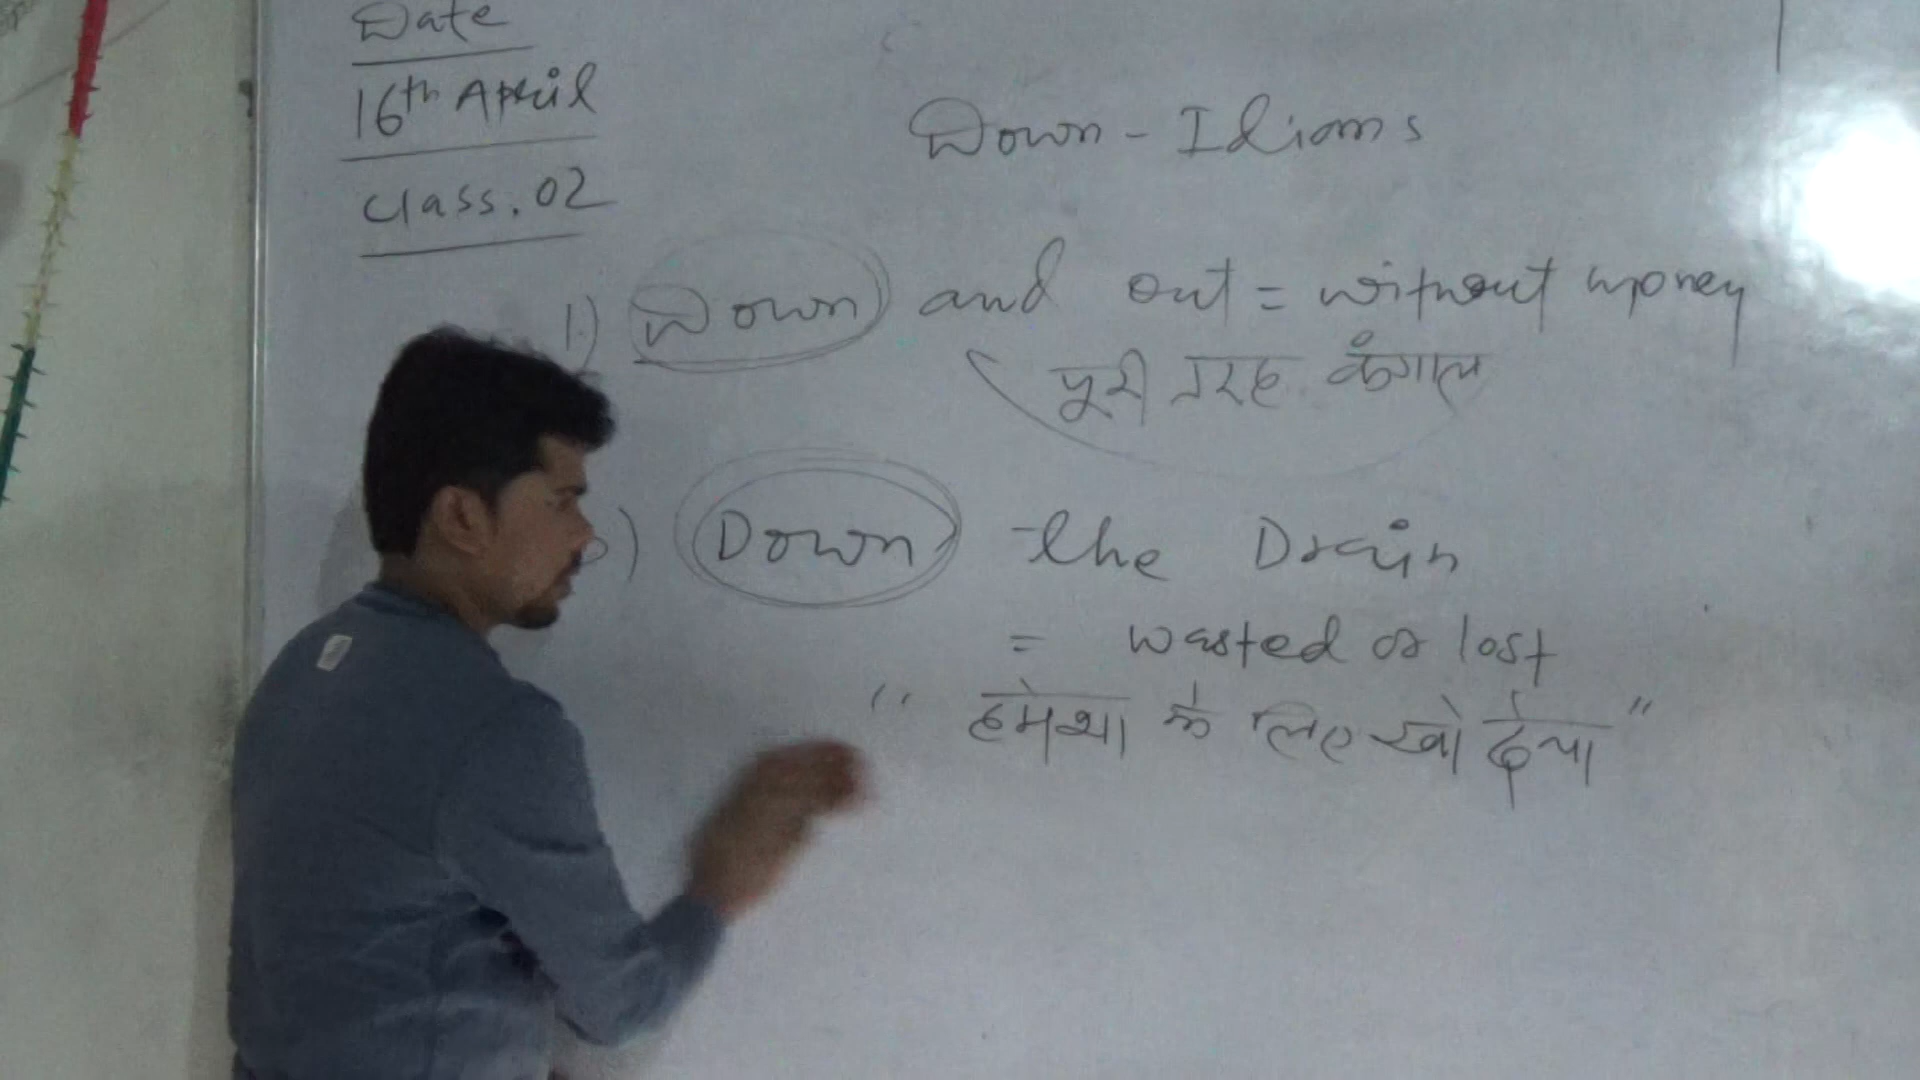 Date
16th April
Class. 02
Down - Idioms
1) Down and out = without money
पूरी तरह कंगाल
) Down the Drain
= wasted or lost
" हमेशा के लिए खो देना "